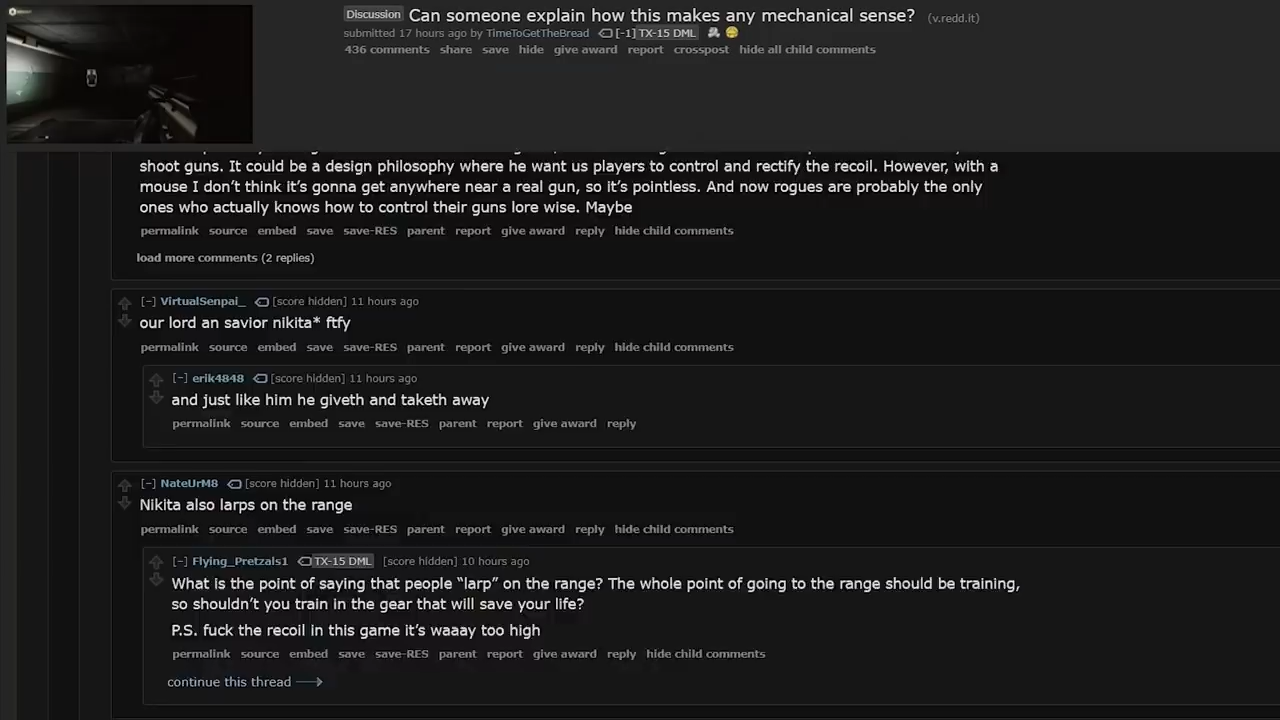 Discussion Can someone explain how this makes any mechanical sense? (v.redd.it)
submitted 17 hours ago by TimeToGetTheBread [-1] TX-15 DML
436 comments share save hide give award report crosspost hide all child comments
shoot guns. It could be a design philosophy where he want us players to control and rectify the recoil. However, with a
mouse I don't think it's gonna get anywhere near a real gun, so it's pointless. And now rogues are probably the only
ones who actually knows how to control their guns lore wise. Maybe
permalink source embed save save-RES parent report give award reply hide child comments
load more comments (2 replies)
[−] VirtualSenpai_ [score hidden] 11 hours ago
our lord an savior nikita* ftfy
permalink source embed save save-RES parent report give award reply hide child comments
[−] erik4848 [score hidden] 11 hours ago
and just like him he giveth and taketh away
permalink source embed save save-RES parent report give award reply
[−] NateUrM8 [score hidden] 11 hours ago
Nikita also larps on the range
permalink source embed save save-RES parent report give award reply hide child comments
[−] Flying_Pretzals1 TX-15 DML [score hidden] 10 hours ago
What is the point of saying that people “larp” on the range? The whole point of going to the range should be training,
so shouldn't you train in the gear that will save your life?
P.S. fuck the recoil in this game it's waaay too high
permalink source embed save save-RES parent report give award reply hide child comments
continue this thread ⟶